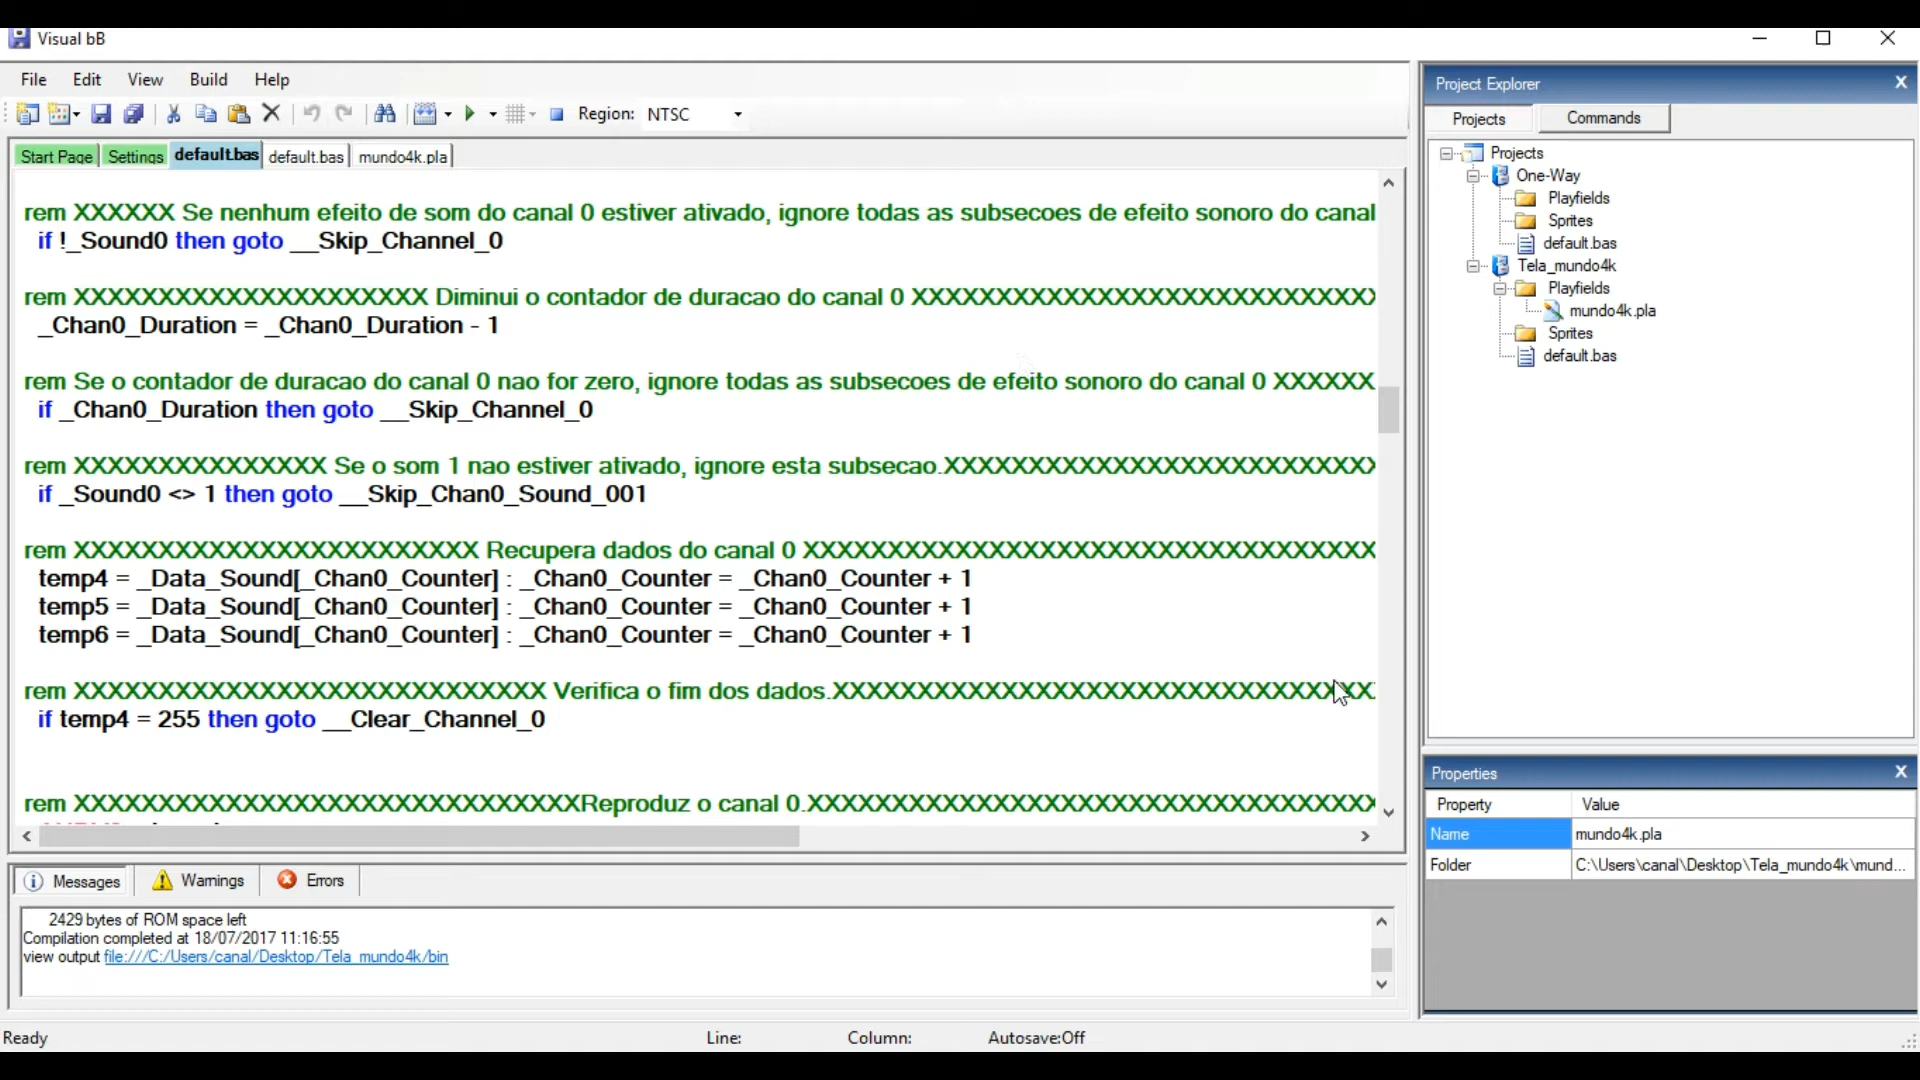 Visual bB
File Edit View Build Help
Region: NTSC
Start Page Settings default.bas default.bas mundo4k.pla
rem XXXXXX Se nenhum efeito de som do canal 0 estiver ativado, ignore todas as subsecoes de efeito sonoro do canal
if !_Sound0 then goto __Skip_Channel_0
rem XXXXXXXXXXXXXXXXXXXXX Diminui o contador de duracao do canal 0 XXXXXXXXXXXXXXXXXXXXXXXXXXXX
_Chan0_Duration = _Chan0_Duration - 1
rem Se o contador de duracao do canal 0 nao for zero, ignore todas as subsecoes de efeito sonoro do canal 0 XXXXXX
if _Chan0_Duration then goto __Skip_Channel_0
rem XXXXXXXXXXXXXXX Se o som 1 nao estiver ativado, ignore esta subsecao.XXXXXXXXXXXXXXXXXXXXXXXXXX
if _Sound0 <> 1 then goto __Skip_Chan0_Sound_001
rem XXXXXXXXXXXXXXXXXXXXXXXX Recupera dados do canal 0 XXXXXXXXXXXXXXXXXXXXXXXXXXXXXXXXXX
temp4 = _Data_Sound[_Chan0_Counter] : _Chan0_Counter = _Chan0_Counter + 1
temp5 = _Data_Sound[_Chan0_Counter] : _Chan0_Counter = _Chan0_Counter + 1
temp6 = _Data_Sound[_Chan0_Counter] : _Chan0_Counter = _Chan0_Counter + 1
rem XXXXXXXXXXXXXXXXXXXXXXXXXXXX Verifica o fim dos dados.XXXXXXXXXXXXXXXXXXXXXXXXXXXXXXXX
if temp4 = 255 then goto __Clear_Channel_0
rem XXXXXXXXXXXXXXXXXXXXXXXXXXXXXXReproduz o canal 0.XXXXXXXXXXXXXXXXXXXXXXXXXXXXXXXXXX
Messages Warnings Errors
2429 bytes of ROM space left
Compilation completed at 18/07/2017 11:16:55
view output file:///C:/Users/canal/Desktop/Tela_mundo4k/bin
Ready Line: Column: Autosave:Off
Project Explorer X
Projects Commands
Projects
One-Way
Playfields
Sprites
default.bas
Tela_mundo4k
Playfields
mundo4k.pla
Sprites
default.bas
Properties X
Property Value
Name mundo4k.pla
Folder C:\Users\canal\Desktop\Tela_mundo4k\mund...